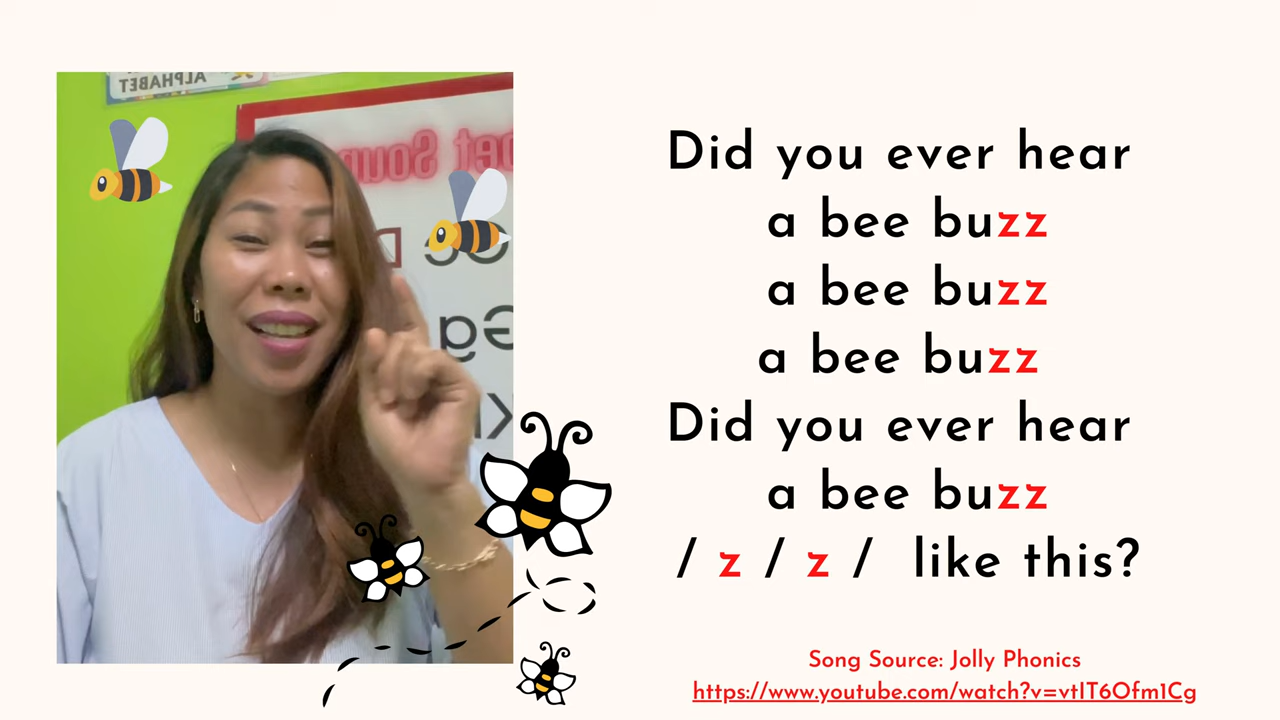 ALPHABET
Did you ever hear
a bee buzz
a bee buzz
a bee buzz
Did you ever hear
a bee buzz
/ z / z / like this?
Song Source: Jolly Phonics
https://www.youtube.com/watch?v=vtIT6Ofm1Cg